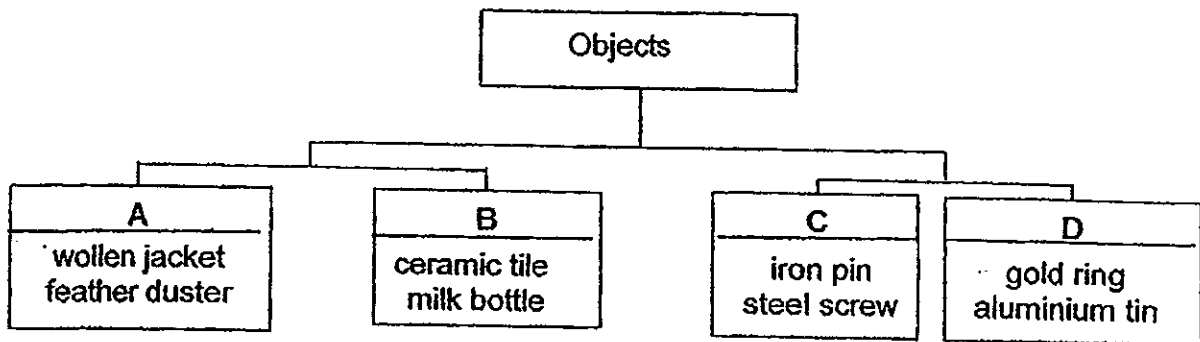 Objects
A
wollen jacket
feather duster
B
ceramic tile
milk bottle
C
iron pin
steel screw
D
gold ring
aluminium tin